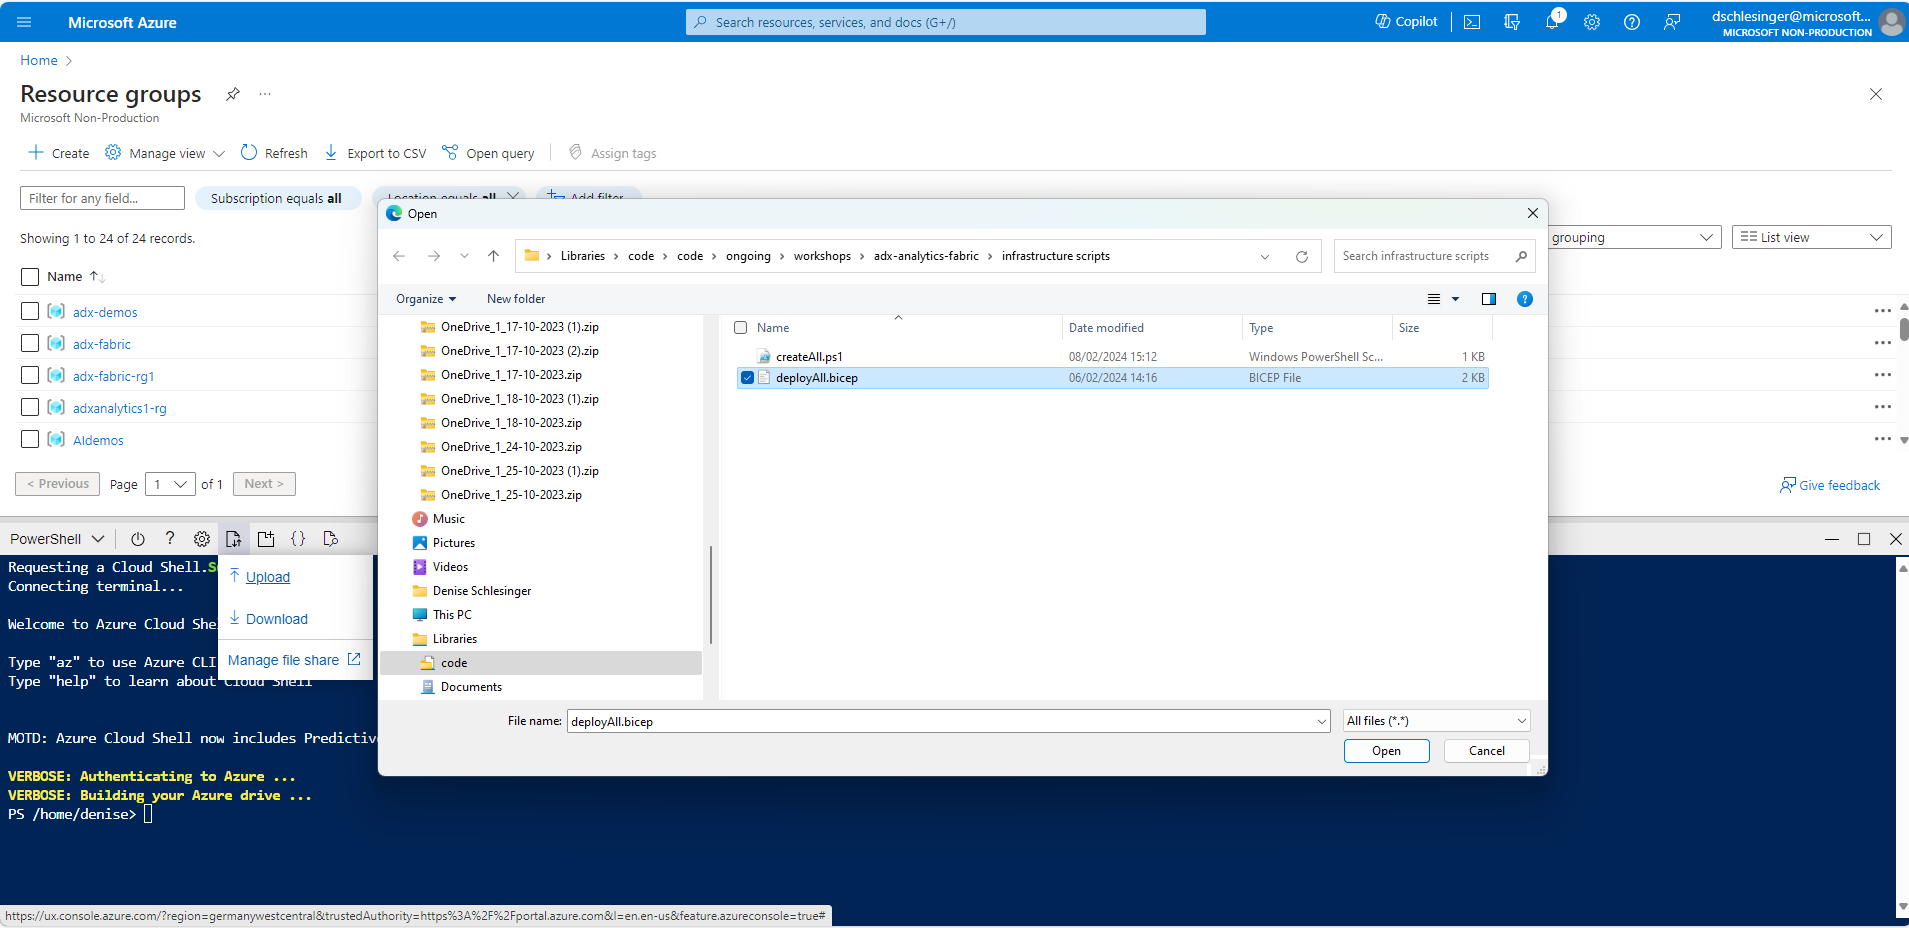 Microsoft Azure
Search resources, services, and docs (G+/)
Copilot
1
dschlesinger@microsoft...
MICROSOFT NON-PRODUCTION
Home
Resource groups
Microsoft Non-Production
Create
Manage view
Refresh
Export to CSV
Open query
Assign tags
Filter for any field...
Subscription equals all
Location equals all
Add filter
Showing 1 to 24 of 24 records.
grouping
List view
Name
adx-demos
adx-fabric
adx-fabric-rg1
adxanalytics1-rg
AIdemos
< Previous
Page
1
of 1
Next >
Give feedback
Open
Libraries
code
code
ongoing
workshops
adx-analytics-fabric
infrastructure scripts
Search infrastructure scripts
Organize
New folder
OneDrive_1_17-10-2023 (1).zip
OneDrive_1_17-10-2023 (2).zip
OneDrive_1_17-10-2023.zip
OneDrive_1_18-10-2023 (1).zip
OneDrive_1_18-10-2023.zip
OneDrive_1_24-10-2023.zip
OneDrive_1_25-10-2023 (1).zip
OneDrive_1_25-10-2023.zip
Music
Pictures
Videos
Denise Schlesinger
This PC
Libraries
code
Documents
Name
Date modified
Type
Size
createAll.ps1
08/02/2024 15:12
Windows PowerShell Sc...
1 KB
deployAll.bicep
06/02/2024 14:16
BICEP File
2 KB
File name:
deployAll.bicep
All files (*.*)
Open
Cancel
PowerShell
Upload
Download
Manage file share
Requesting a Cloud Shell.
Connecting terminal...
Welcome to Azure Cloud She
Type "az" to use Azure CLI
Type "help" to learn about Cloud Shell
MOTD: Azure Cloud Shell now includes Predictiv
VERBOSE: Authenticating to Azure ...
VERBOSE: Building your Azure drive ...
PS /home/denise>
https://ux.console.azure.com/?region=germanywestcentral&trustedAuthority=https%3A%2F%2Fportal.azure.com&l=en.en-us&feature.azureconsole=true#